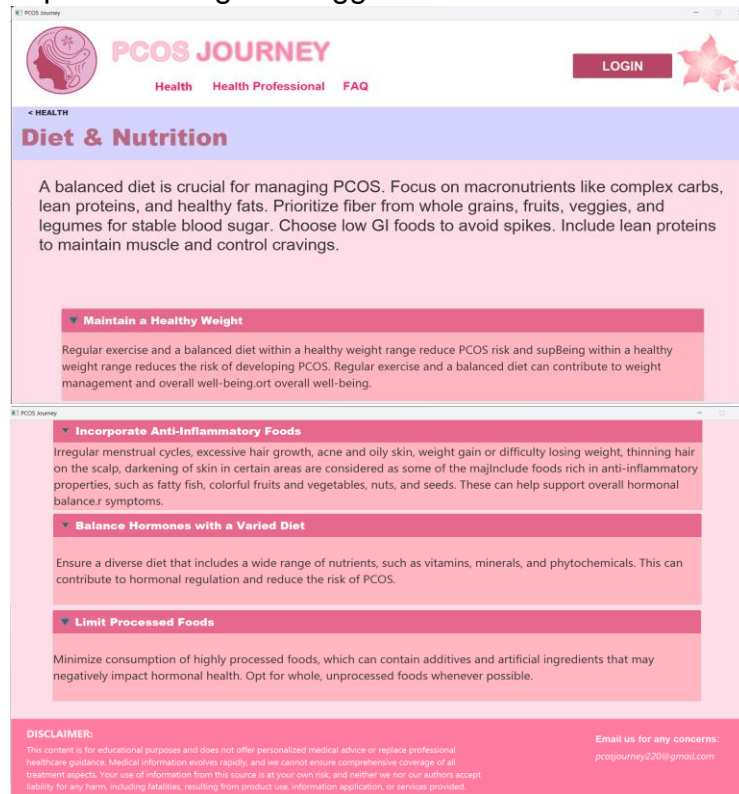 PCOS Journey
PCOS JOURNEY
LOGIN
Health Health Professional FAQ
< HEALTH
Diet & Nutrition
A balanced diet is crucial for managing PCOS. Focus on macronutrients like complex carbs,
lean proteins, and healthy fats. Prioritize fiber from whole grains, fruits, veggies, and
legumes for stable blood sugar. Choose low GI foods to avoid spikes. Include lean proteins
to maintain muscle and control cravings.
Maintain a Healthy Weight
Regular exercise and a balanced diet within a healthy weight range reduce PCOS risk and supBeing within a healthy
weight range reduces the risk of developing PCOS. Regular exercise and a balanced diet can contribute to weight
management and overall well-being.ort overall well-being.
PCOS Journey
Incorporate Anti-Inflammatory Foods
Irregular menstrual cycles, excessive hair growth, acne and oily skin, weight gain or difficulty losing weight, thinning hair
on the scalp, darkening of skin in certain areas are considered as some of the majInclude foods rich in anti-inflammatory
properties, such as fatty fish, colorful fruits and vegetables, nuts, and seeds. These can help support overall hormonal
balance.r symptoms.
Balance Hormones with a Varied Diet
Ensure a diverse diet that includes a wide range of nutrients, such as vitamins, minerals, and phytochemicals. This can
contribute to hormonal regulation and reduce the risk of PCOS.
Limit Processed Foods
Minimize consumption of highly processed foods, which can contain additives and artificial ingredients that may
negatively impact hormonal health. Opt for whole, unprocessed foods whenever possible.
DISCLAIMER:
This content is for educational purposes and does not offer personalized medical advice or replace professional
healthcare guidance. Medical information evolves rapidly, and we cannot ensure comprehensive coverage of all
treatment aspects. Your use of information from this source is at your own risk, and neither we nor our authors accept
liability for any harm, including fatalities, resulting from product use, information application, or services provided.
Email us for any concerns:
pcosjourney220@gmail.com